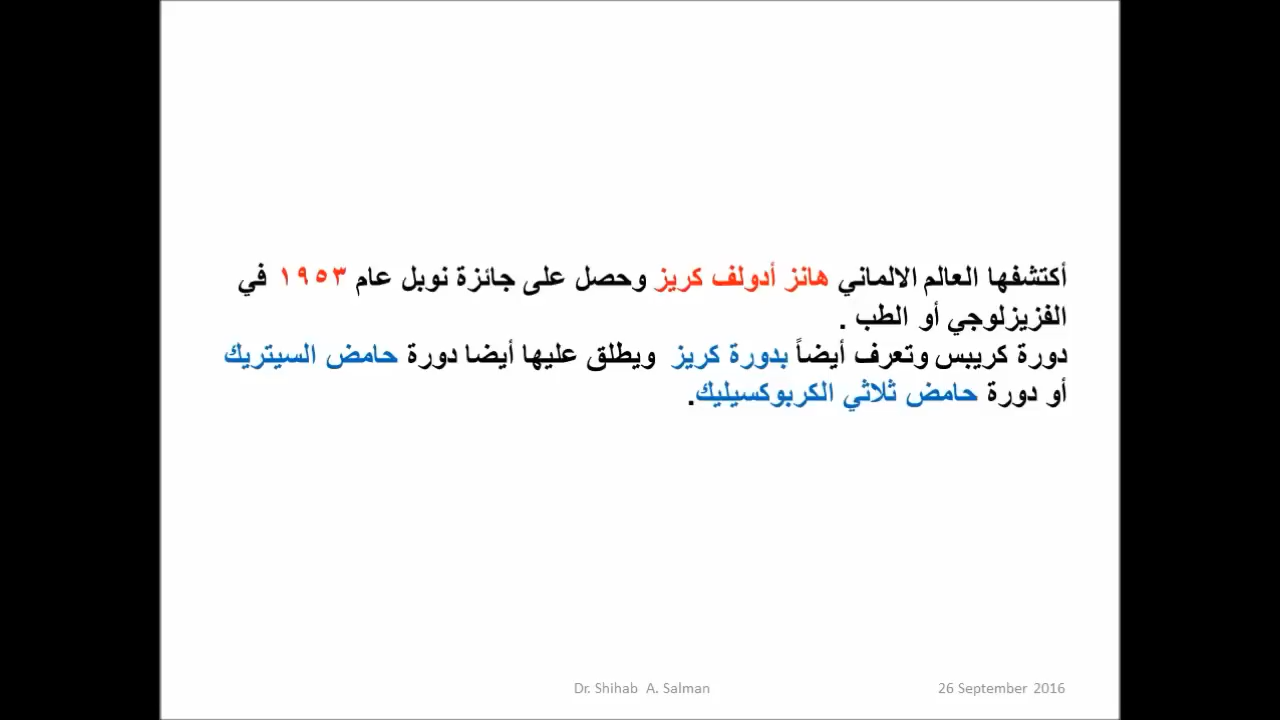 أكتشفها العالم الالماني هانز أدولف كريز وحصل على جائزة نوبل عام ١٩٥٣ في
الفزيزلوجي أو الطب .
دورة كريبس وتعرف أيضاً بدورة كريز ويطلق عليها أيضا دورة حامض السيتريك
أو دورة حامض ثلاثي الكربوكسيليك.
Dr. Shihab A. Salman
26 September 2016